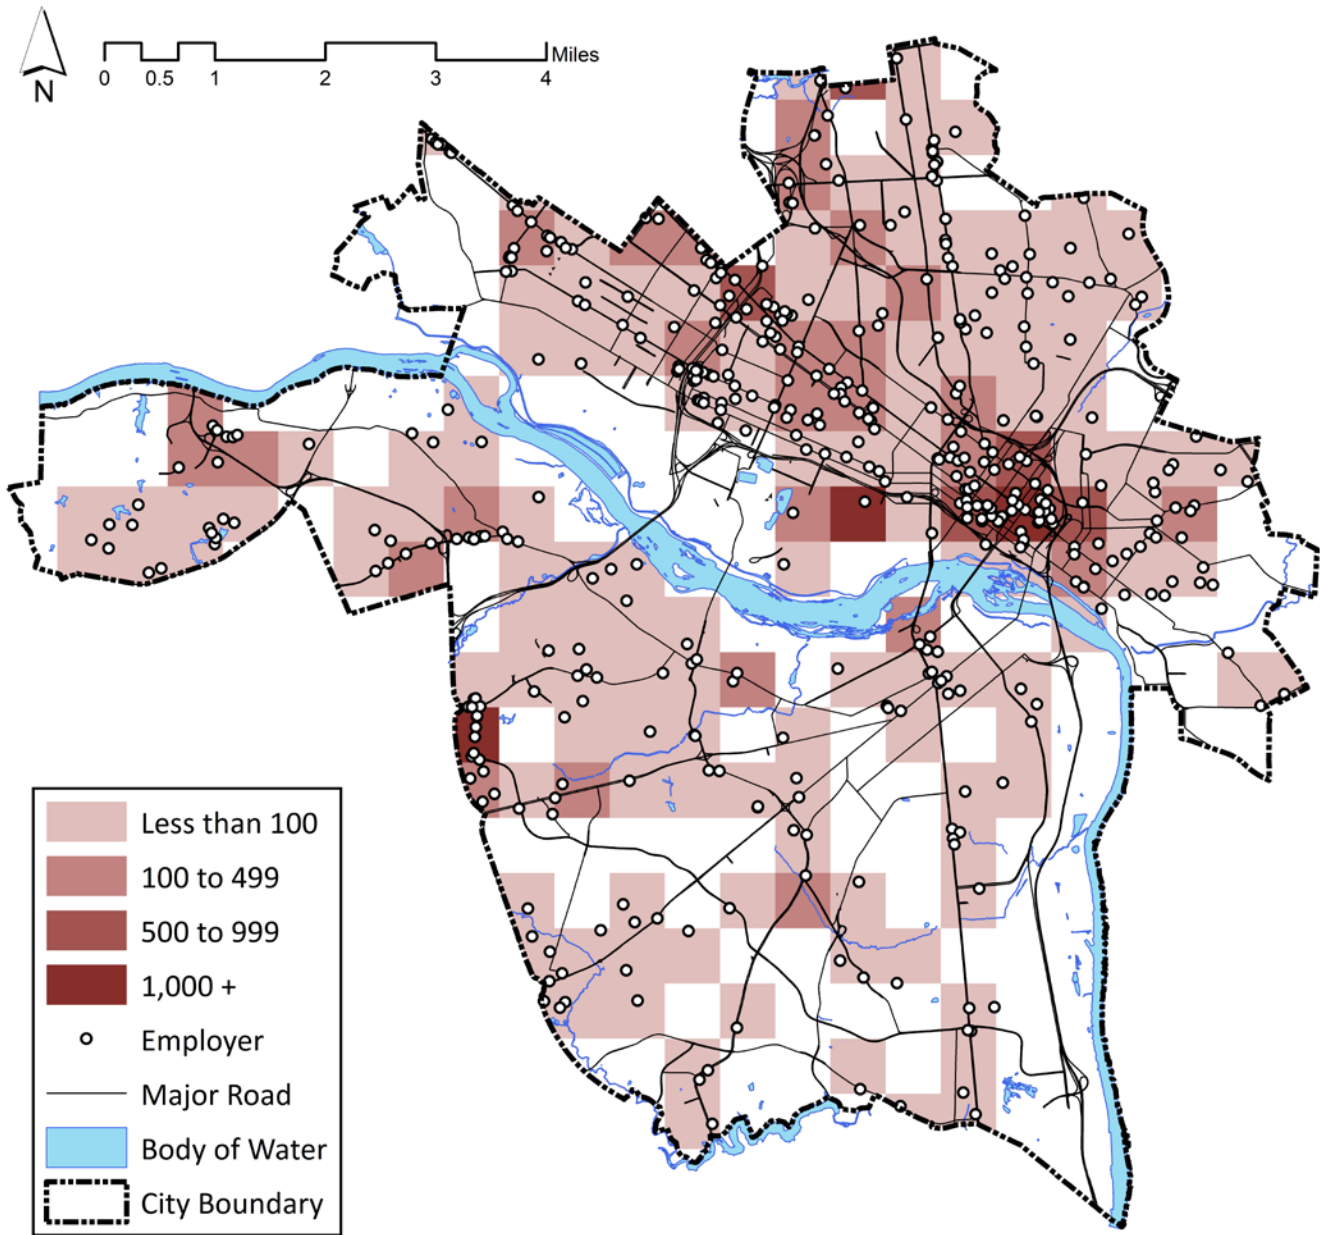 Miles
0 0.5 1 2 3 4
N
Less than 100
100 to 499
500 to 999
1,000 +
Employer
Major Road
Body of Water
City Boundary